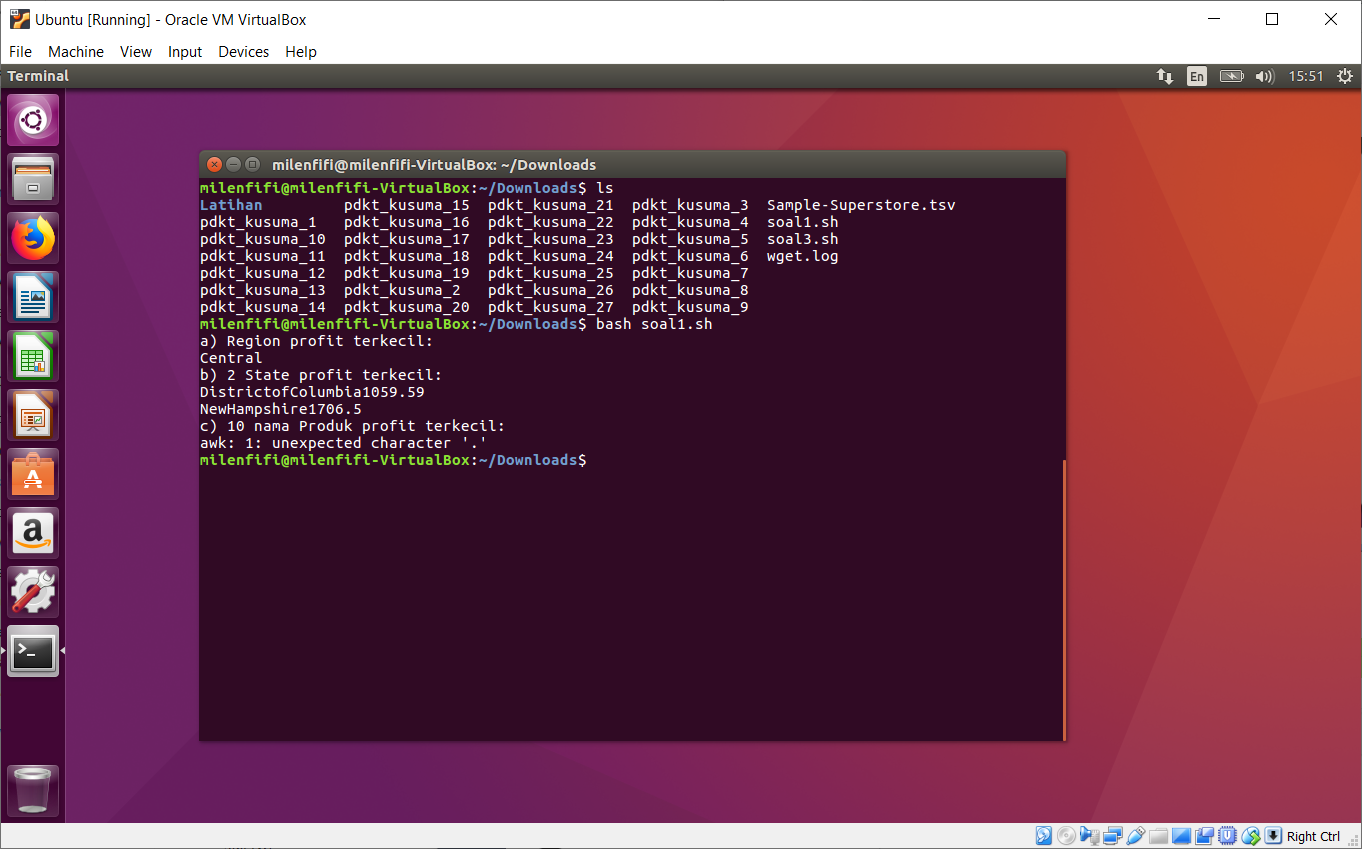 Ubuntu [Running] - Oracle VM VirtualBox
File Machine View Input Devices Help
Terminal En 15:51
milenfifi@milenfifi-VirtualBox: ~/Downloads
milenfifi@milenfifi-VirtualBox:~/Downloads$ ls
Latihan pdkt_kusuma_15 pdkt_kusuma_21 pdkt_kusuma_3 Sample-Superstore.tsv
pdkt_kusuma_1 pdkt_kusuma_16 pdkt_kusuma_22 pdkt_kusuma_4 soal1.sh
pdkt_kusuma_10 pdkt_kusuma_17 pdkt_kusuma_23 pdkt_kusuma_5 soal3.sh
pdkt_kusuma_11 pdkt_kusuma_18 pdkt_kusuma_24 pdkt_kusuma_6 wget.log
pdkt_kusuma_12 pdkt_kusuma_19 pdkt_kusuma_25 pdkt_kusuma_7
pdkt_kusuma_13 pdkt_kusuma_2 pdkt_kusuma_26 pdkt_kusuma_8
pdkt_kusuma_14 pdkt_kusuma_20 pdkt_kusuma_27 pdkt_kusuma_9
milenfifi@milenfifi-VirtualBox:~/Downloads$ bash soal1.sh
a) Region profit terkecil:
Central
b) 2 State profit terkecil:
DistrictofColumbia1059.59
NewHampshire1706.5
c) 10 nama Produk profit terkecil:
awk: 1: unexpected character '.'
milenfifi@milenfifi-VirtualBox:~/Downloads$
Right Ctrl